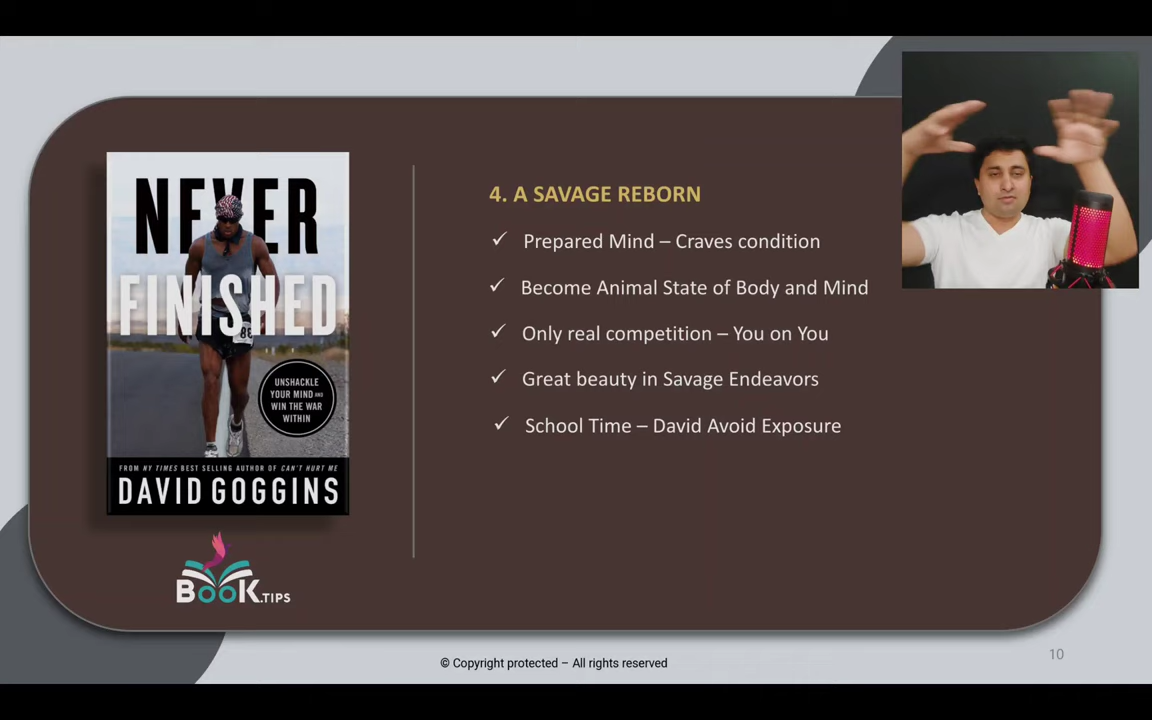 NEVER
FINISHED
88
UNSHACKLE
YOUR MIND AND
WIN THE WAR
WITHIN
FROM NY TIMES BEST SELLING AUTHOR OF CAN'T HURT ME
DAVID GOGGINS
BOOK.TIPS
4. A SAVAGE REBORN
✓ Prepared Mind – Craves condition
✓ Become Animal State of Body and Mind
✓ Only real competition – You on You
✓ Great beauty in Savage Endeavors
✓ School Time – David Avoid Exposure
© Copyright protected – All rights reserved
10